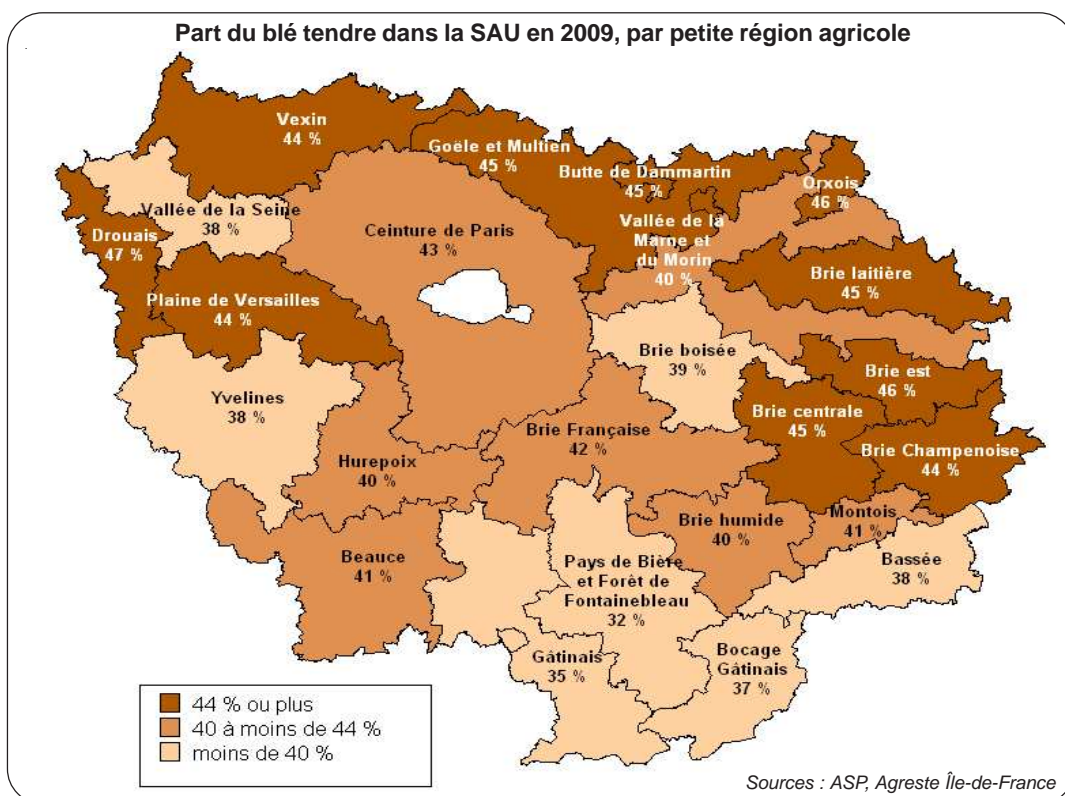 Part du blé tendre dans la SAU en 2009, par petite région agricole
Vexin
44 %
Goële et Multien
45 %
Butte de Dammartin
45 %
Orxois
46 %
Vallée de la Seine
38 %
Drouais
47 %
Ceinture de Paris
43 %
Vallée de la
Marne et
du Morin
40 %
Brie laitière
45 %
Plaine de Versailles
44 %
Brie boisée
39 %
Brie est
46 %
Yvelines
38 %
Brie centrale
45 %
Brie Française
42 %
Brie Champenoise
44 %
Hurepoix
40 %
Brie humide
40 %
Montois
41 %
Beauce
41 %
Pays de Bière
et Forêt de
Fontainebleau
32 %
Bassée
38 %
Gâtinais
35 %
Bocage
Gâtinais
37 %
44 % ou plus
40 à moins de 44 %
moins de 40 %
Sources : ASP, Agreste Île-de-France